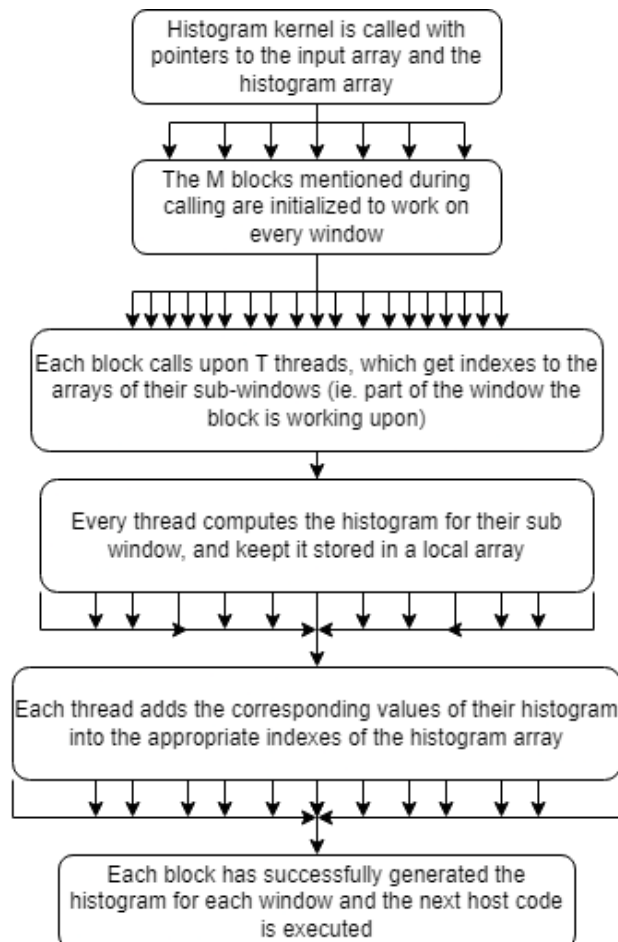 Histogram kernel is called with
pointers to the input array and the
histogram array
The M blocks mentioned during
calling are initialized to work on
every window
Each block calls upon T threads, which get indexes to the
arrays of their sub-windows (ie. part of the window the
block is working upon)
Every thread computes the histogram for their sub
window, and keept it stored in a local array
Each thread adds the corresponding values of their histogram
into the appropriate indexes of the histogram array
Each block has successfully generated the
histogram for each window and the next host code
is executed